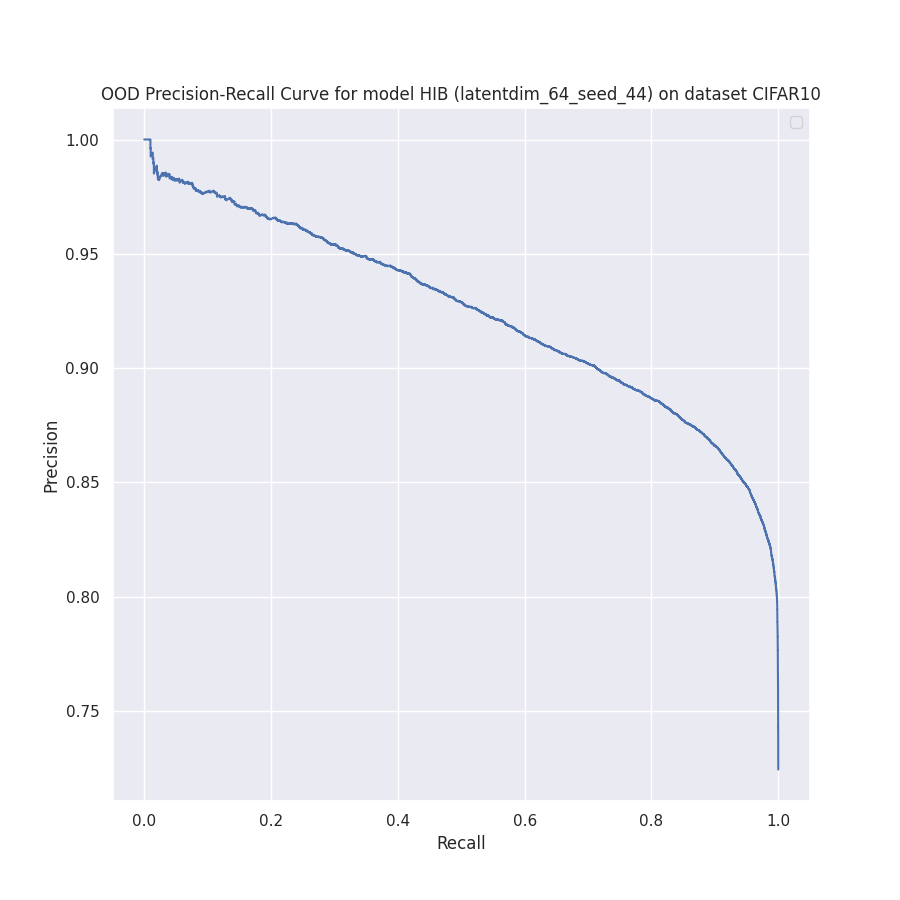 OOD Precision-Recall Curve for model HIB (latentdim_64_seed_44) on dataset CIFAR10
1.00
0.95
0.90
0.85
0.80
0.75
Precision
0.0 0.2 0.4 0.6 0.8 1.0
Recall